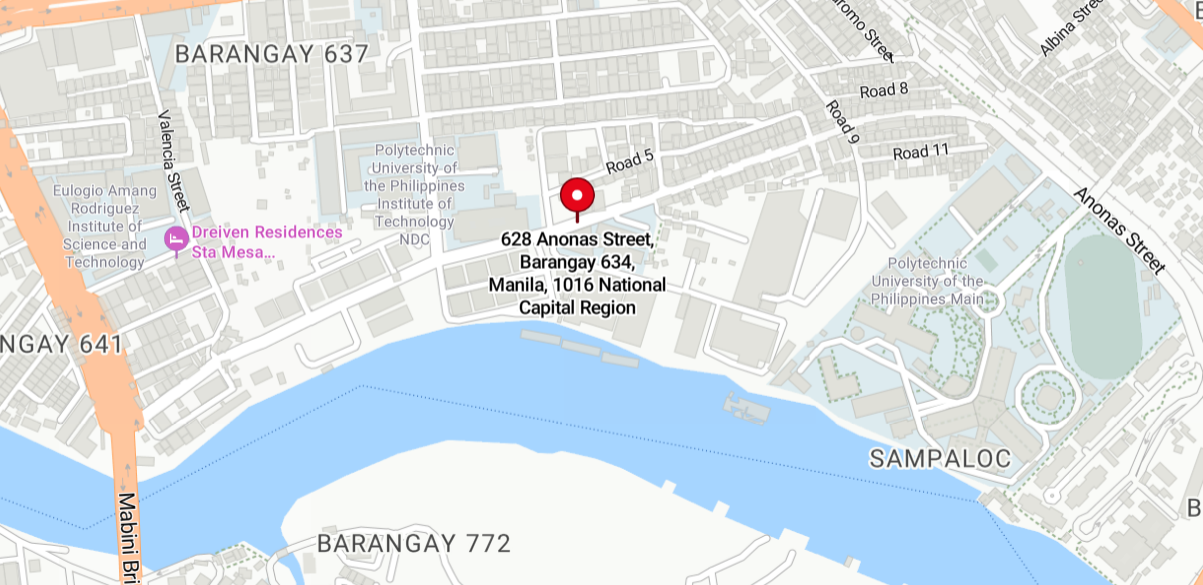 uromo Street
Albina Stree
BARANGAY 637
Road 8
Road 9
Valencia Street
Road 11
Polytechnic
University of
the Philippines
Institute of
Technology
NDC
Road 5
Eulogio Amang
Rodriguez
Institute of
Science and
Technology
Dreiven Residences
Sta Mesa...
628 Anonas Street,
Barangay 634,
Manila, 1016 National
Capital Region
Anonas Street
Polytechnic
University of the
Philippines Main
NGAY 641
SAMPALOC
Mabini Bri
B
BARANGAY 772